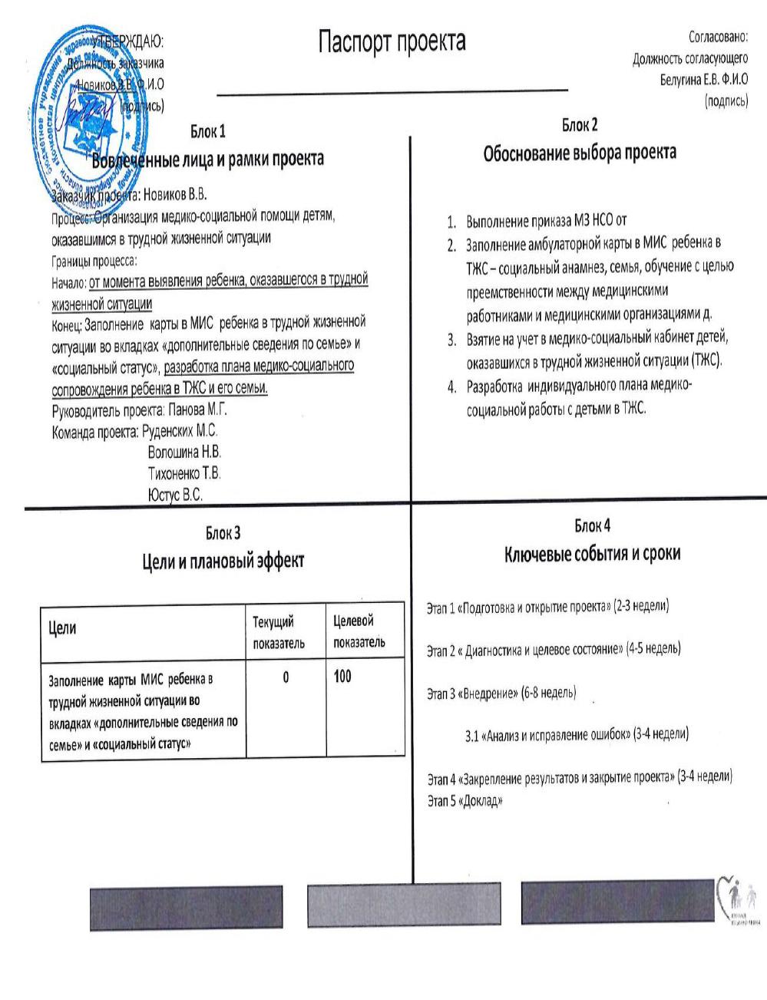 УТВЕРЖДАЮ:
Должность заказчика
Новиков В.В. Ф.И.О
(подпись)
Паспорт проекта
Согласовано:
Должность согласующего
Белугина Е.В. Ф.И.О
(подпись)
Блок 1
Вовлеченные лица и рамки проекта
Заказчик проекта: Новиков В.В.
Процесс: Организация медико-социальной помощи детям,
оказавшимся в трудной жизненной ситуации
Границы процесса:
Начало: от момента выявления ребенка, оказавшегося в трудной
жизненной ситуации
Конец: Заполнение карты в МИС ребенка в трудной жизненной
ситуации во вкладках «дополнительные сведения по семье» и
«социальный статус», разработка плана медико-социального
сопровождения ребенка в ТЖС и его семьи.
Руководитель проекта: Панова М.Г.
Команда проекта: Руденских М.С.
Волошина Н.В.
Тихоненко Т.В.
Юстус В.С.
Блок 2
Обоснование выбора проекта
1. Выполнение приказа МЗ НСО от
2. Заполнение амбулаторной карты в МИС ребенка в
ТЖС – социальный анамнез, семья, обучение с целью
преемственности между медицинскими
работниками и медицинскими организациями д.
3. Взятие на учет в медико-социальный кабинет детей,
оказавшихся в трудной жизненной ситуации (ТЖС).
4. Разработка индивидуального плана медико-
социальной работы с детьми в ТЖС.
Блок 3
Цели и плановый эффект
Цели
Текущий
показатель
Целевой
показатель
Заполнение карты МИС ребенка в
трудной жизненной ситуации во
вкладках «дополнительные сведения по
семье» и «социальный статус»
0
100
Блок 4
Ключевые события и сроки
Этап 1 «Подготовка и открытие проекта» (2-3 недели)
Этап 2 « Диагностика и целевое состояние» (4-5 недель)
Этап 3 «Внедрение» (6-8 недель)
3.1 «Анализ и исправление ошибок» (3-4 недели)
Этап 4 «Закрепление результатов и закрытие проекта» (3-4 недели)
Этап 5 «Доклад»